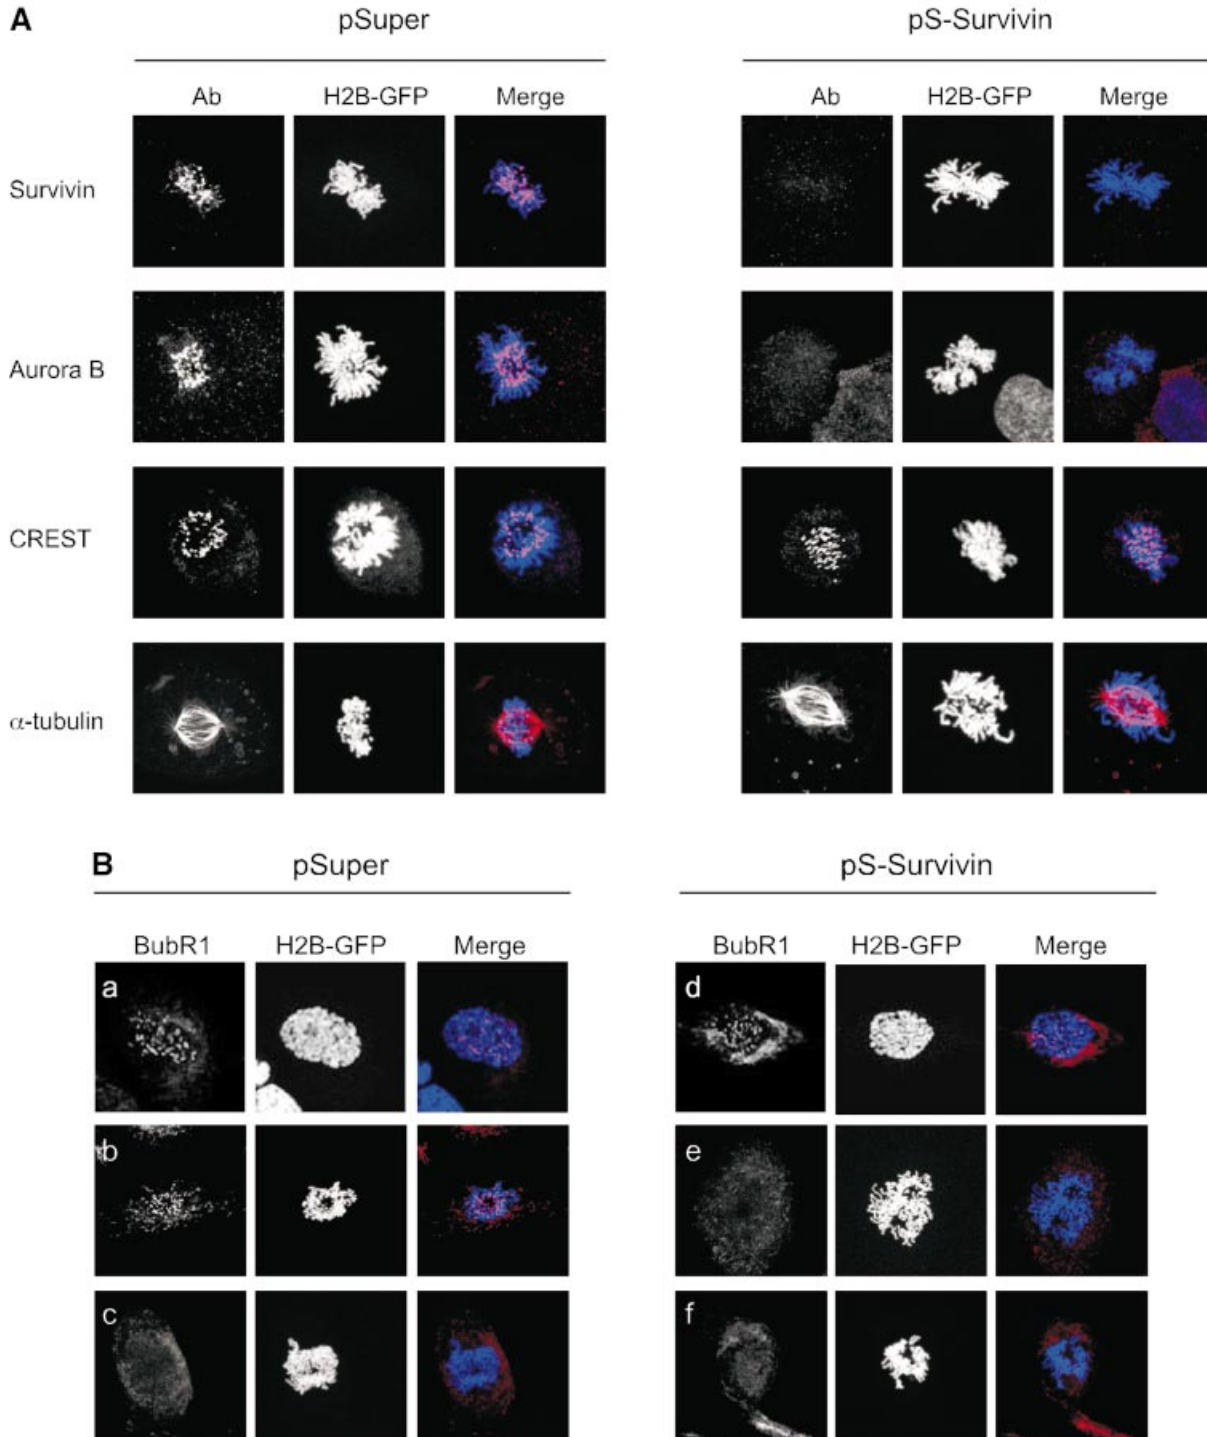 A
pSuper
pS-Survivin
Ab
H2B-GFP
Merge
Ab
H2B-GFP
Merge
Survivin
Aurora B
CREST
α-tubulin
B
pSuper
pS-Survivin
BubR1
H2B-GFP
Merge
BubR1
H2B-GFP
Merge
a
d
b
e
c
f